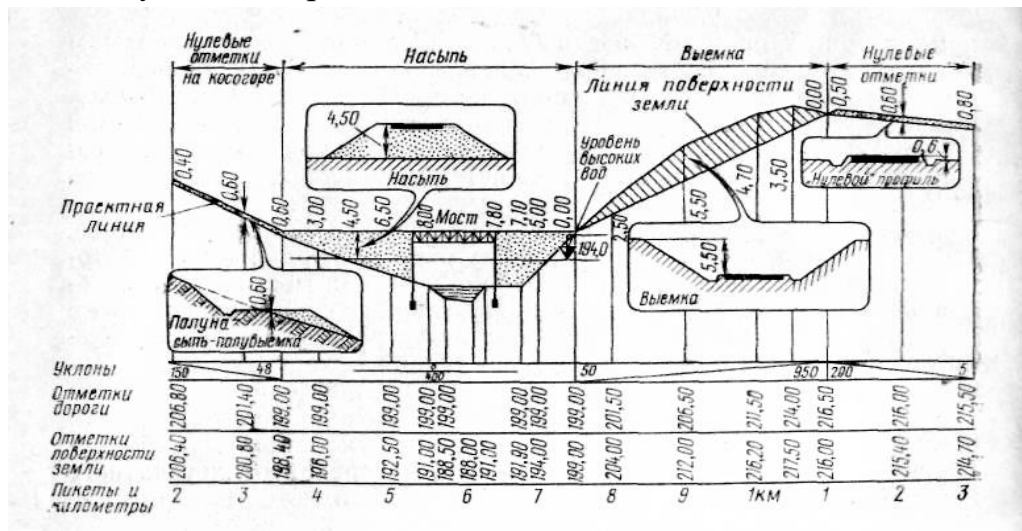 Нулевые отметки на косогоре
Насыпь
Выемка
Нулевые отметки
Линия поверхности земли
4,50
Насыпь
Уровень высоких вод
0,40
0,60
0,60
3,00
4,50
6,50
8,00
Мост
7,80
7,10
5,00
0,00
194,0
2,50
5,50
4,70
3,50
0,00
0,50
0,60
0,80
0,6
„Нулевой" профиль
Проектная линия
0,60
Полунасыпь-полувыемка
5,50
Выемка
Уклоны 150 48 0 400 50 950 200 5
Отметки дороги 206,80 201,40 199,00 199,00 199,00 199,00 199,00 199,00 199,00 199,00 201,50 206,50 211,50 214,00 216,50 216,00 215,50
Отметки поверхности земли 206,40 200,80 198,40 196,00 192,50 191,00 188,50 188,00 191,00 191,90 194,00 199,00 204,00 212,00 216,20 217,50 216,00 215,40 214,70
Пикеты и километры 2 3 4 5 6 7 8 9 1км 1 2 3